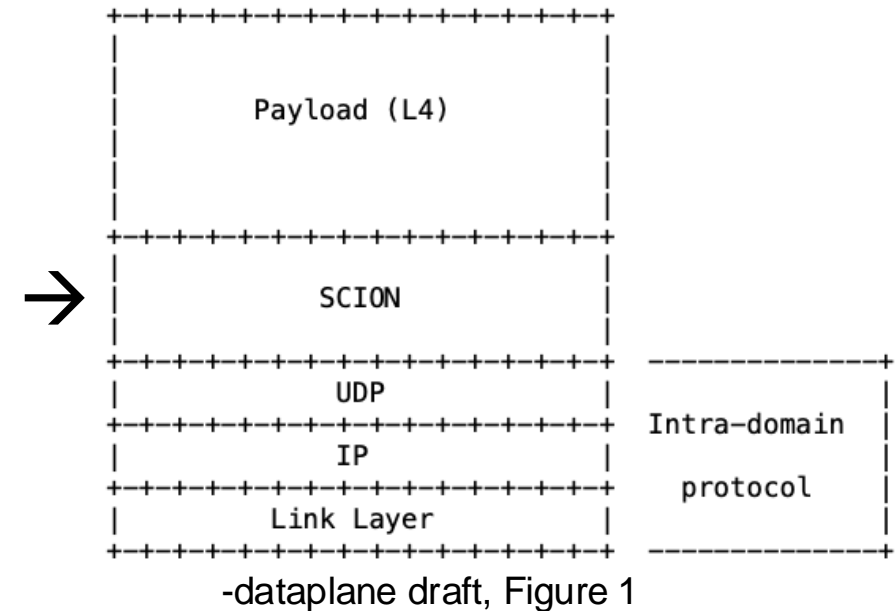 Payload (L4)
→ SCION
UDP
Intra-domain
IP
protocol
Link Layer
-dataplane draft, Figure 1